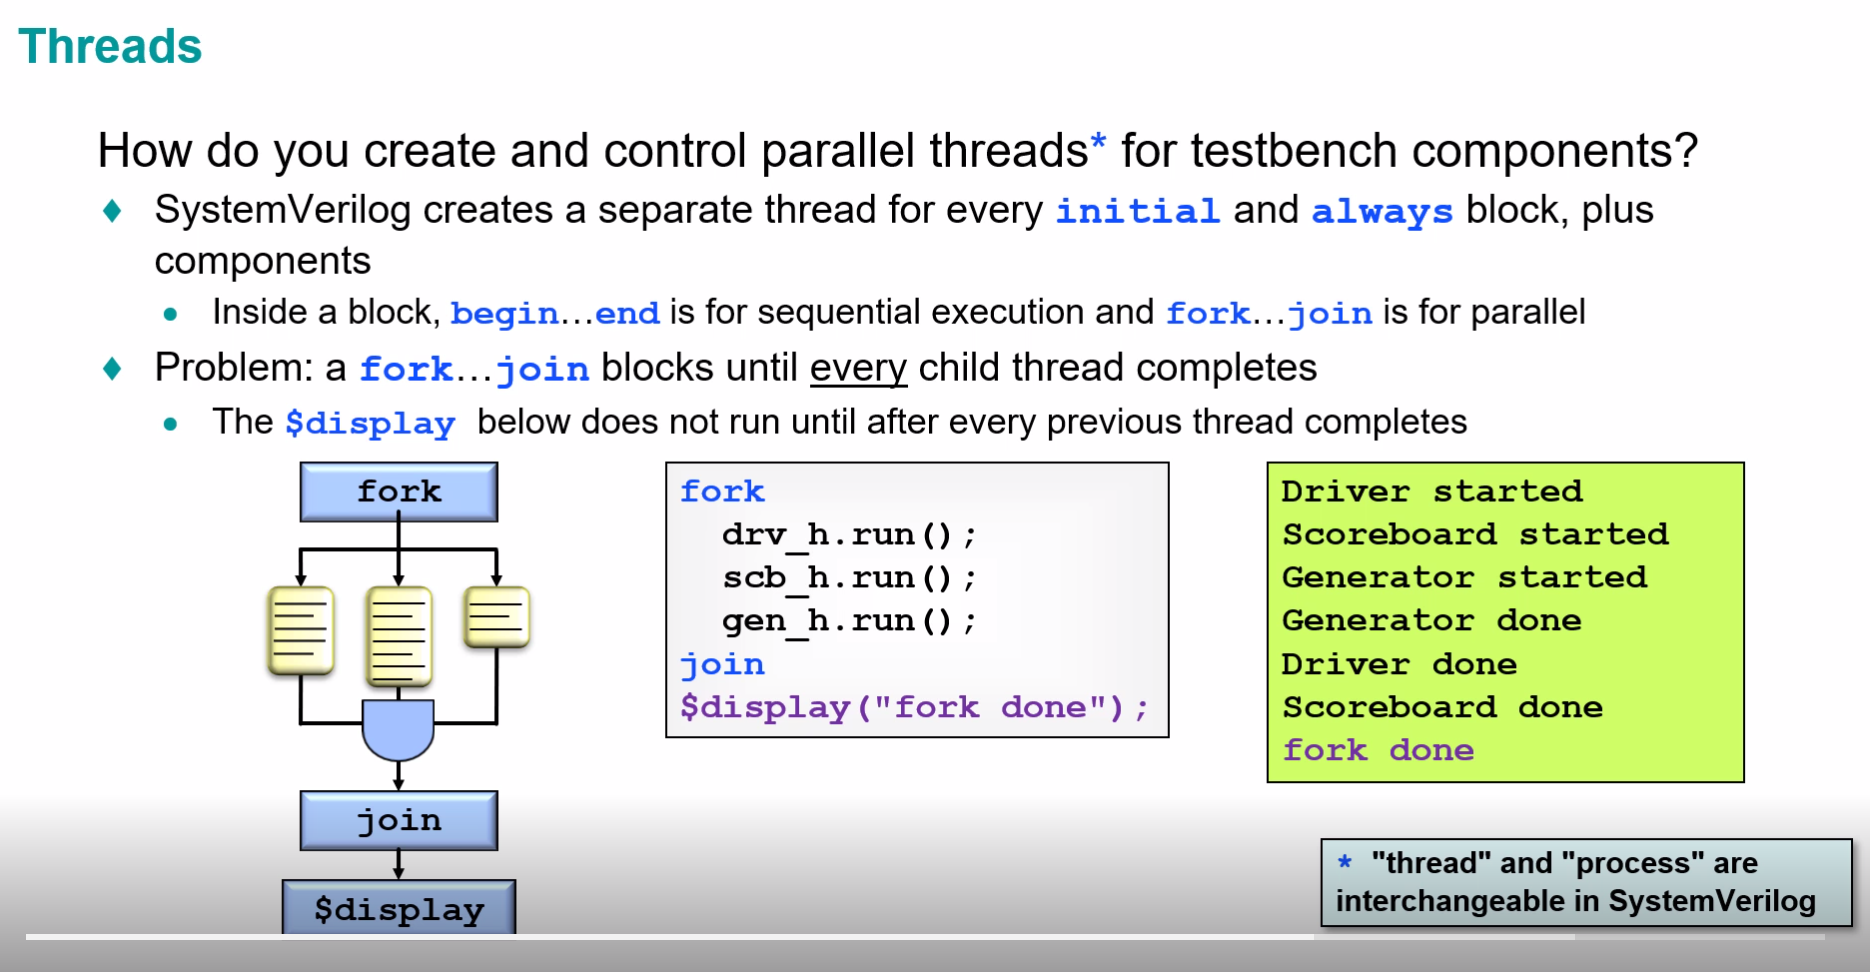 Threads
How do you create and control parallel threads* for testbench components?
SystemVerilog creates a separate thread for every initial and always block, plus
components
Inside a block, begin...end is for sequential execution and fork...join is for parallel
Problem: a fork...join blocks until every child thread completes
The $display below does not run until after every previous thread completes
fork
join
$display
fork
drv_h.run();
scb_h.run();
gen_h.run();
join
$display("fork done");
Driver started
Scoreboard started
Generator started
Generator done
Driver done
Scoreboard done
fork done
* "thread" and "process" are
interchangeable in SystemVerilog